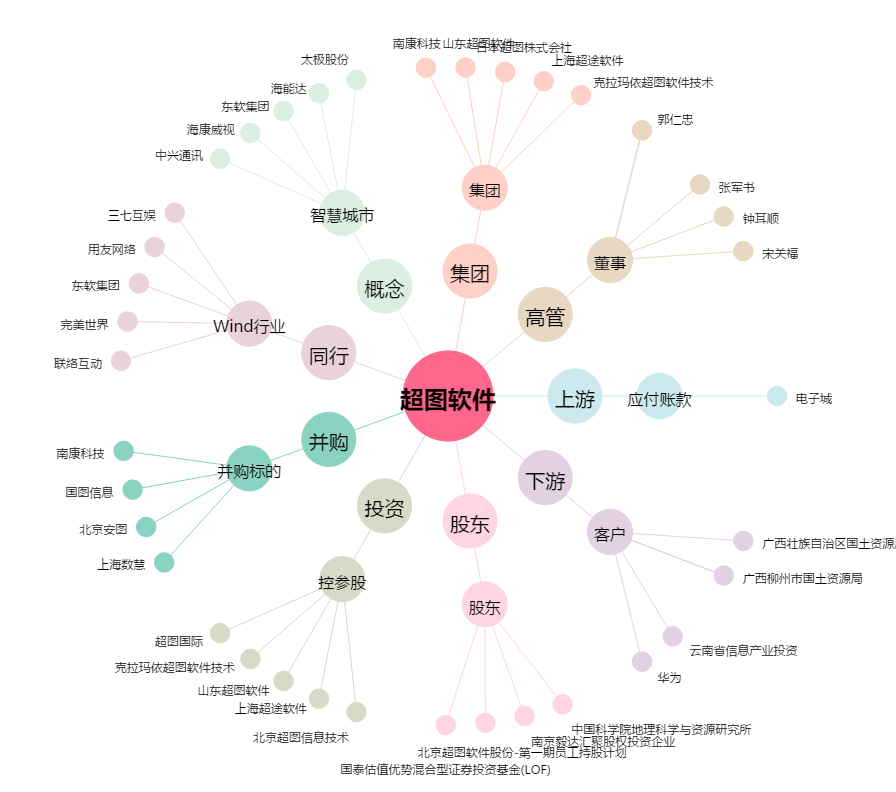 南康科技
山东超图软件
日本超图株式会社
上海超途软件
克拉玛依超图软件技术
集团
集团
太极股份
海能达
东软集团
海康威视
中兴通讯
智慧城市
概念
郭仁忠
张军书
钟耳顺
宋关福
董事
高管
三七互娱
用友网络
东软集团
完美世界
联络互动
Wind行业
同行
超图软件
上游
应付账款
电子城
并购
并购标的
南康科技
国图信息
北京安图
上海数慧
下游
客户
广西壮族自治区国土资源
广西柳州市国土资源局
云南省信息产业投资
华为
投资
控参股
超图国际
克拉玛依超图软件技术
山东超图软件
上海超途软件
北京超图信息技术
股东
股东
中国科学院地理科学与资源研究所
南京毅达汇聚股权投资企业
北京超图软件股份-第一期员工持股计划
国泰估值优势混合型证券投资基金(LOF)